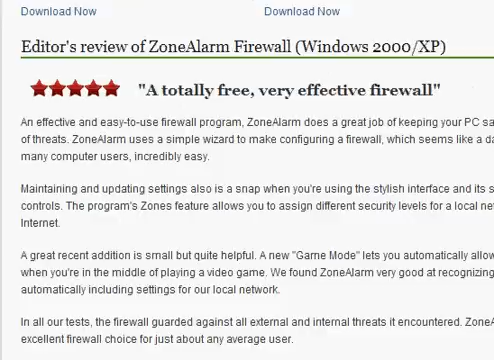 Download Now Download Now
Editor's review of ZoneAlarm Firewall (Windows 2000/XP)
"A totally free, very effective firewall"
An effective and easy-to-use firewall program, ZoneAlarm does a great job of keeping your PC sa
of threats. ZoneAlarm uses a simple wizard to make configuring a firewall, which seems like a da
many computer users, incredibly easy.
Maintaining and updating settings also is a snap when you're using the stylish interface and its s
controls. The program's Zones feature allows you to assign different security levels for a local ne
Internet.
A great recent addition is small but quite helpful. A new "Game Mode" lets you automatically allow
when you're in the middle of playing a video game. We found ZoneAlarm very good at recognizing
automatically including settings for our local network.
In all our tests, the firewall guarded against all external and internal threats it encountered. ZoneA
excellent firewall choice for just about any average user.